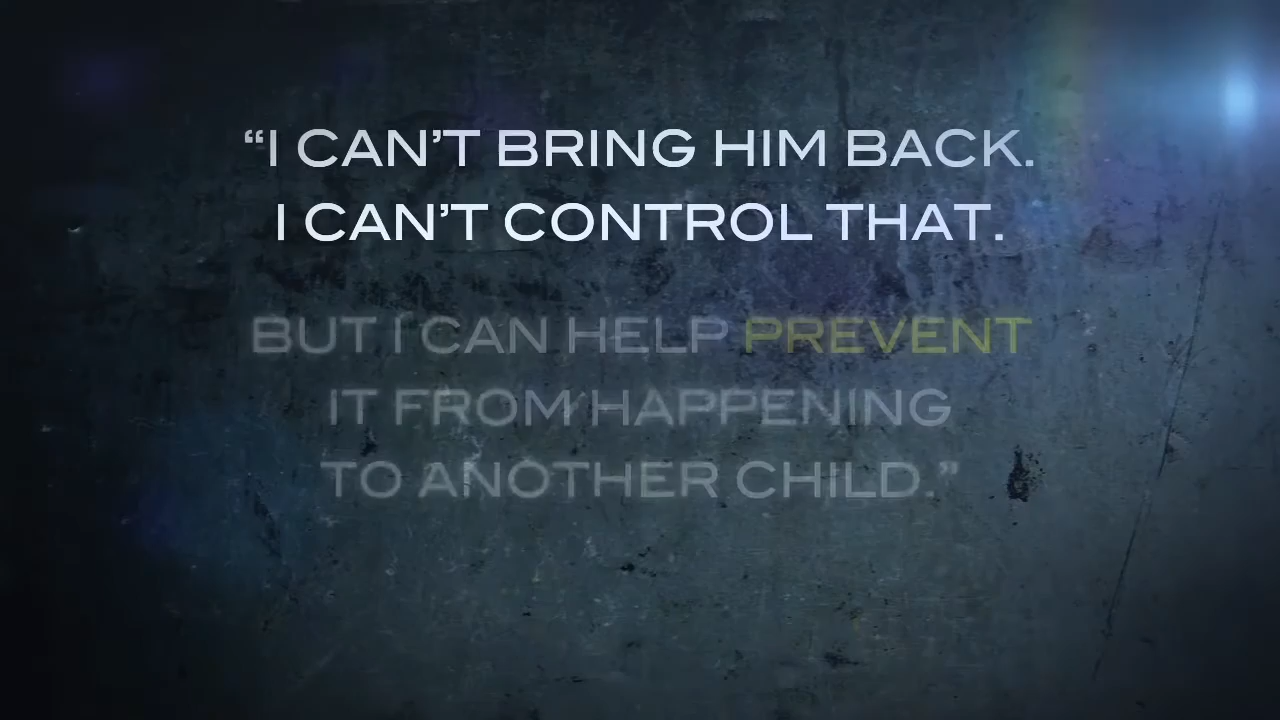 “I CAN’T BRING HIM BACK.
I CAN’T CONTROL THAT.
BUT I CAN HELP PREVENT
IT FROM HAPPENING
TO ANOTHER CHILD.”